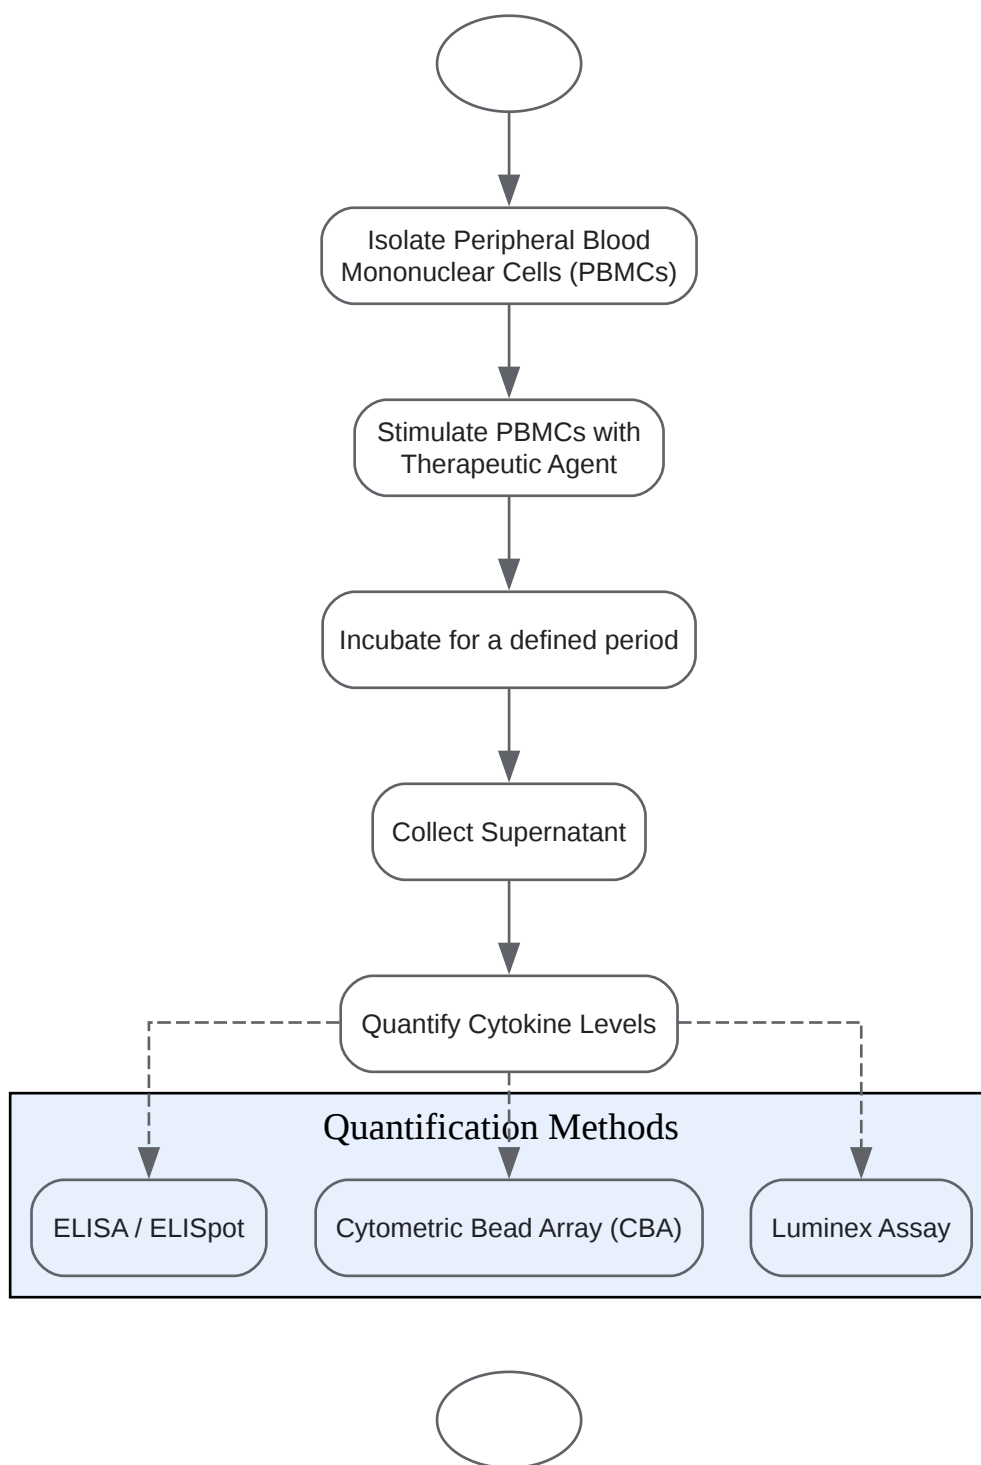 Isolate Peripheral Blood
Mononuclear Cells (PBMCs)
Stimulate PBMCs with
Therapeutic Agent
Incubate for a defined period
Collect Supernatant
Quantify Cytokine Levels
Quantification Methods
ELISA / ELISpot
Cytometric Bead Array (CBA)
Luminex Assay